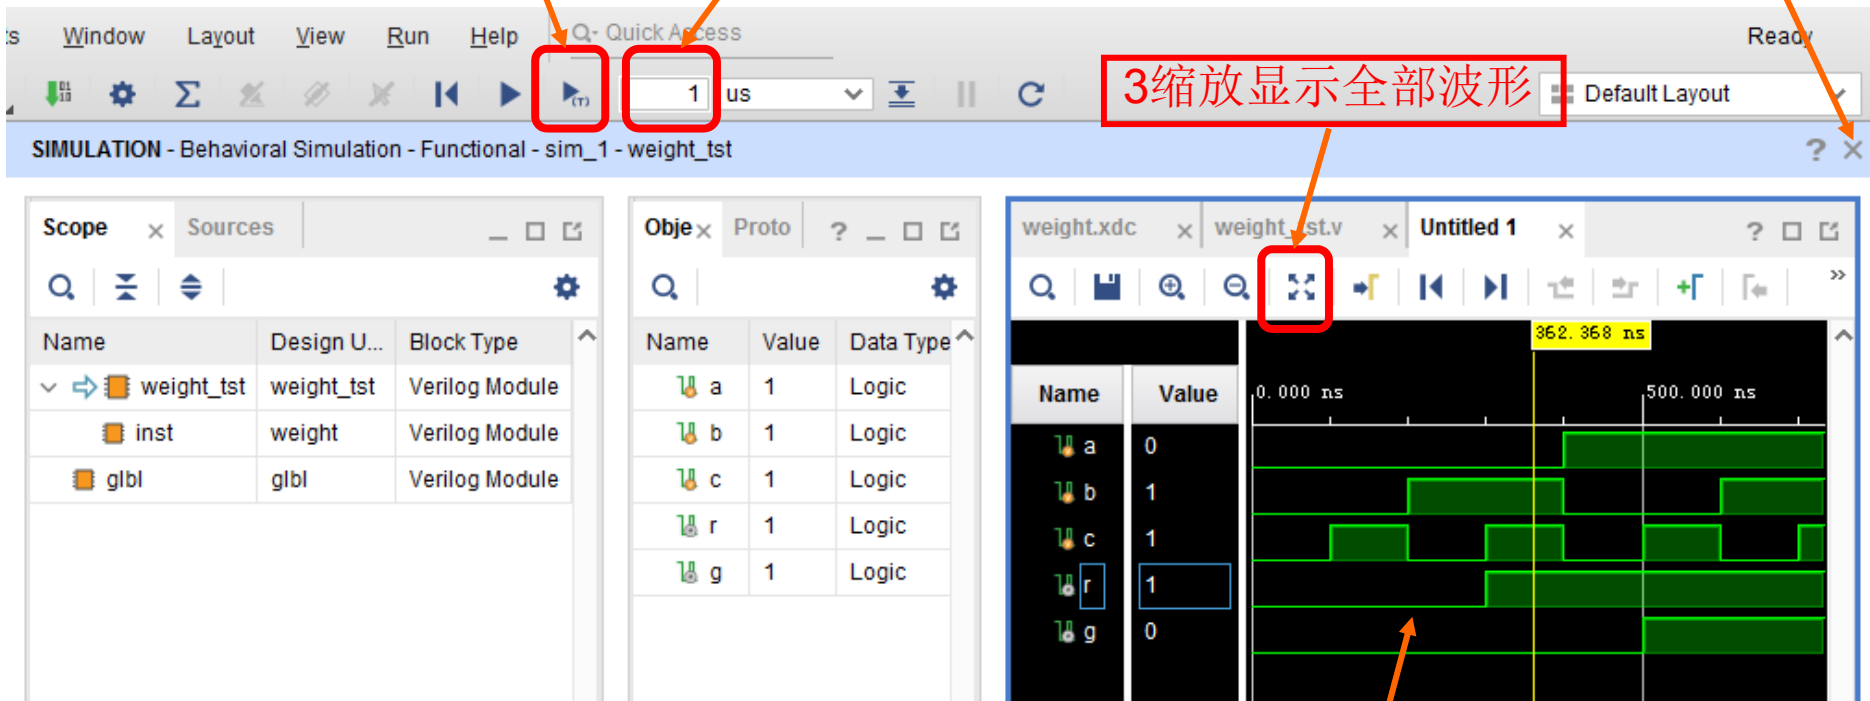 Window Layout View Run Help Quick Access Ready
1 us Default Layout
3缩放显示全部波形
SIMULATION - Behavioral Simulation - Functional - sim_1 - weight_tst ?
Scope Sources
Name Design U... Block Type
weight_tst weight_tst Verilog Module
inst weight Verilog Module
glbl glbl Verilog Module
Obje Proto ?
Name Value Data Type
a 1 Logic
b 1 Logic
c 1 Logic
r 1 Logic
g 1 Logic
weight.xdc weight_tst.v Untitled 1 ?
362.368 ns
Name Value 0.000 ns 500.000 ns
a 0
b 1
c 1
r 1
g 0